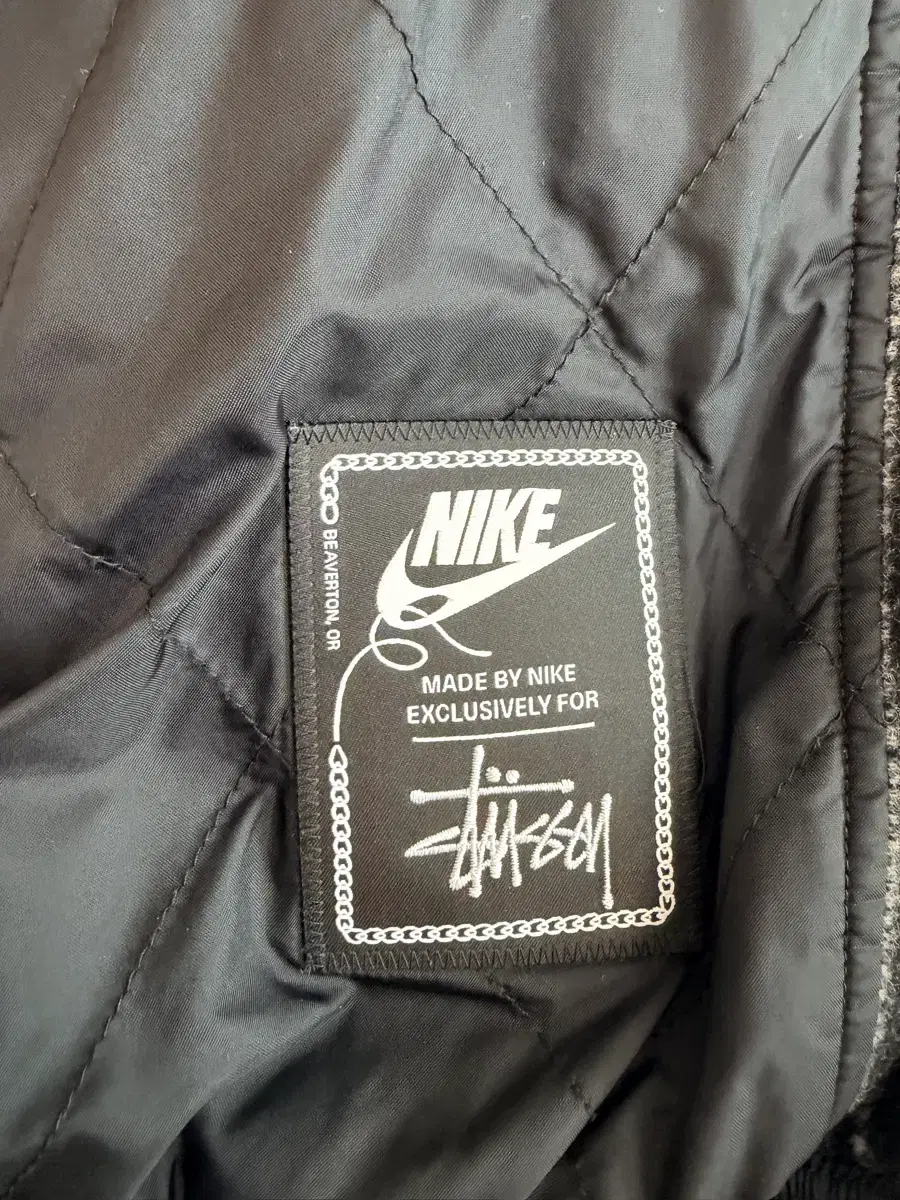 NIKE
BEAVERTON, OR
MADE BY NIKE
EXCLUSIVELY FOR
Stüssy